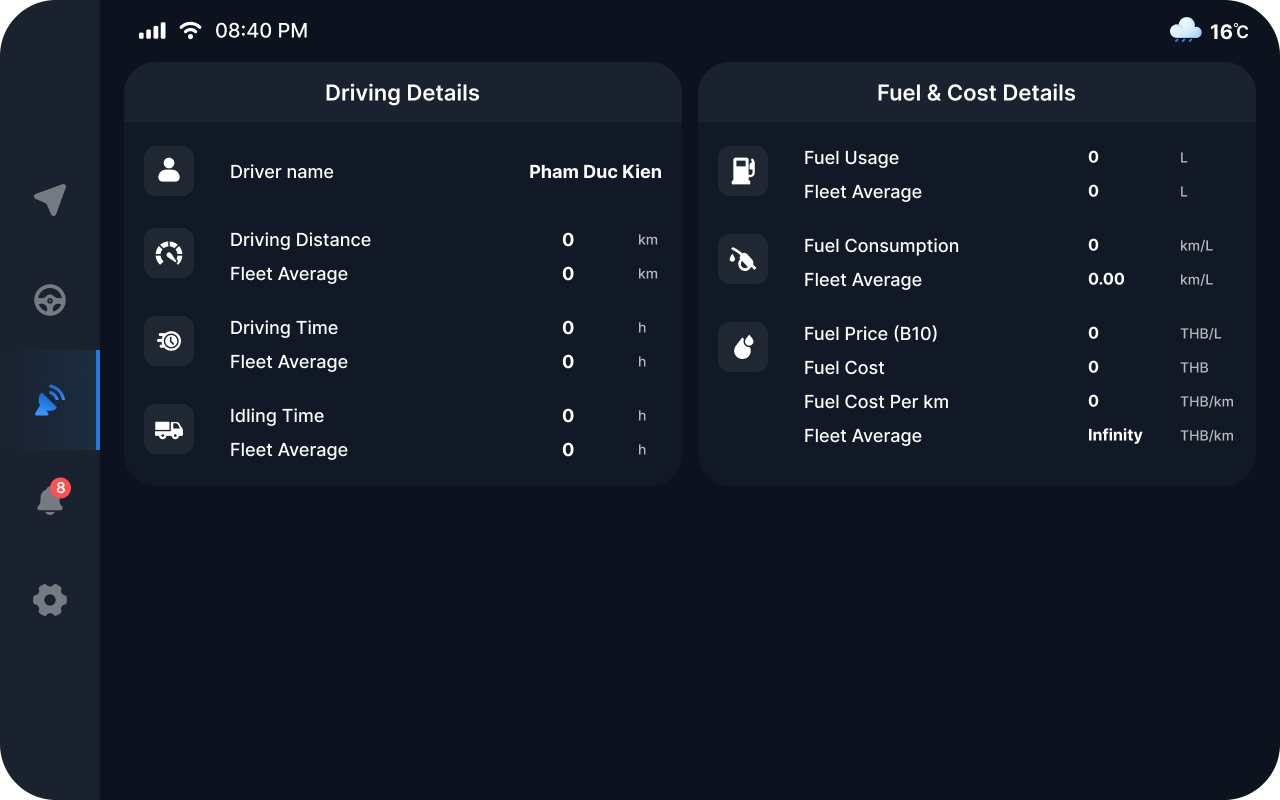 08:40 PM
16°C
Driving Details
Driver name Pham Duc Kien
Driving Distance 0 km
Fleet Average 0 km
Driving Time 0 h
Fleet Average 0 h
Idling Time 0 h
Fleet Average 0 h
Fuel & Cost Details
Fuel Usage 0 L
Fleet Average 0 L
Fuel Consumption 0 km/L
Fleet Average 0.00 km/L
Fuel Price (B10) 0 THB/L
Fuel Cost 0 THB
Fuel Cost Per km 0 THB/km
Fleet Average Infinity THB/km
8